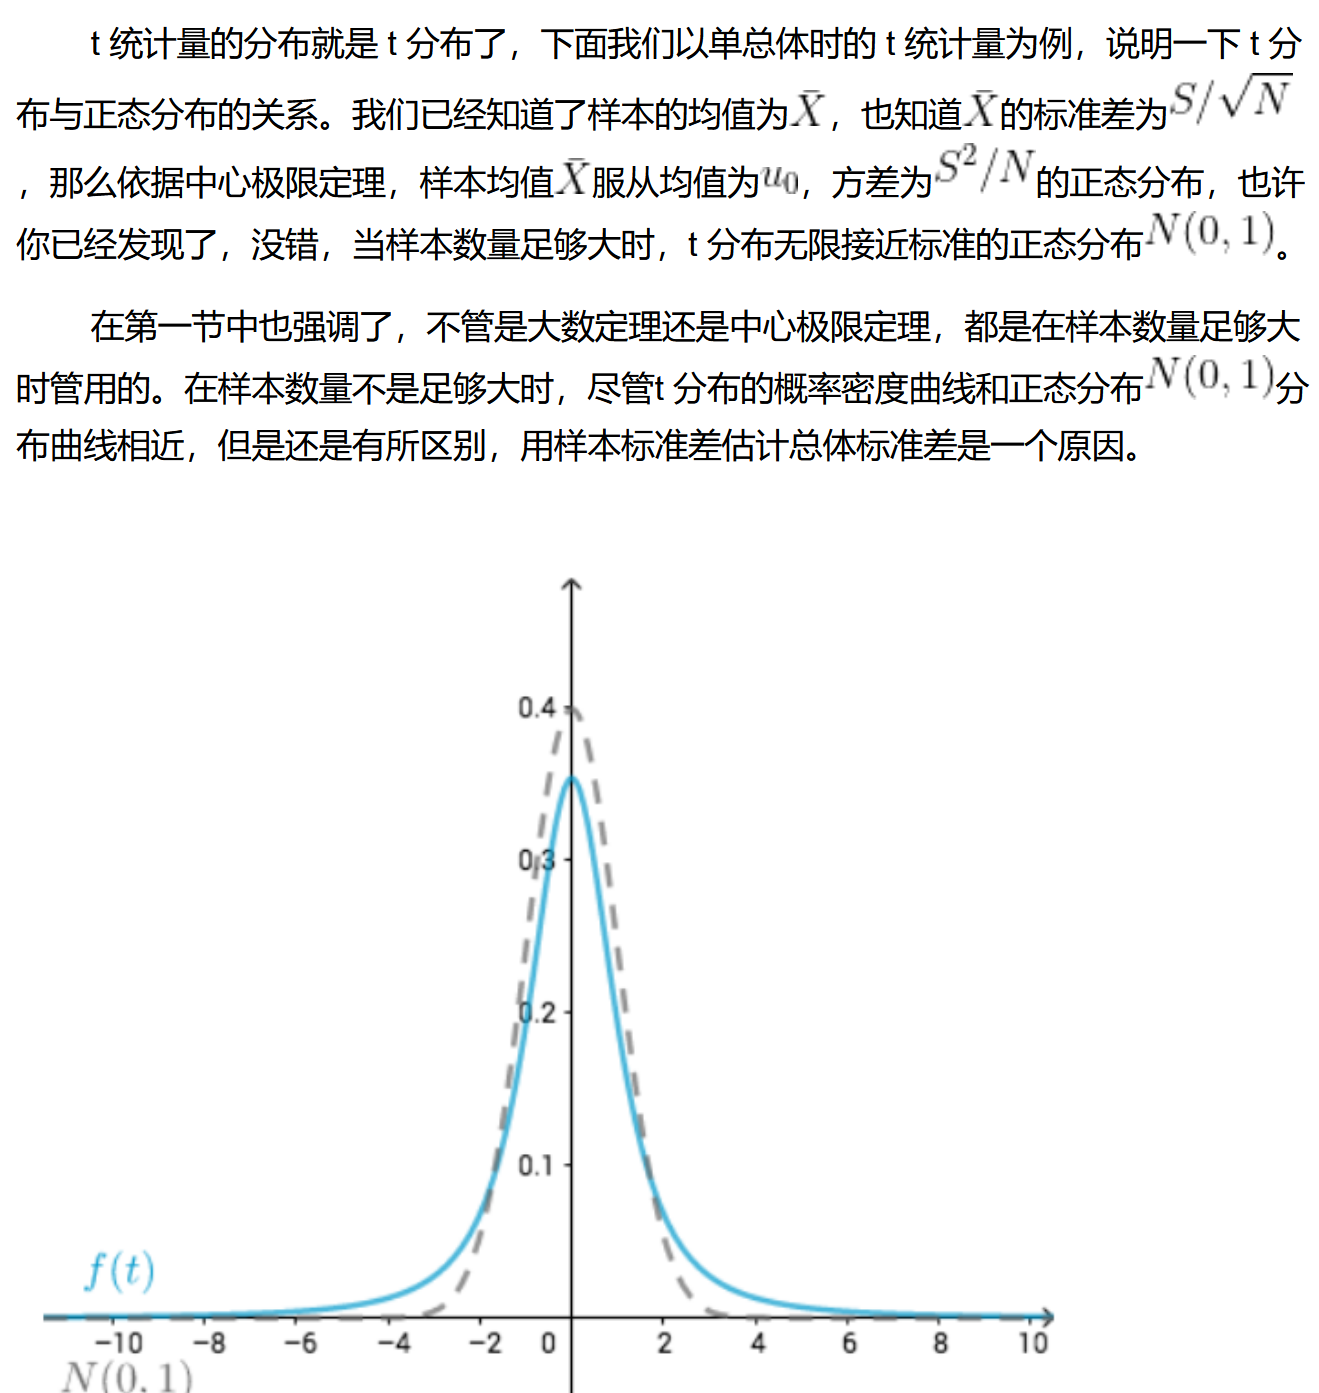 t 统计量的分布就是 t 分布了，下面我们以单总体时的 t 统计量为例，说明一下 t 分
布与正态分布的关系。我们已经知道了样本的均值为X̄，也知道X̄的标准差为S/√N
，那么依据中心极限定理，样本均值X̄服从均值为u₀，方差为S²/N的正态分布，也许
你已经发现了，没错，当样本数量足够大时，t 分布无限接近标准的正态分布N(0, 1)。
在第一节中也强调了，不管是大数定理还是中心极限定理，都是在样本数量足够大
时管用的。在样本数量不是足够大时，尽管t 分布的概率密度曲线和正态分布N(0, 1)分
布曲线相近，但是还是有所区别，用样本标准差估计总体标准差是一个原因。
0.4
0.3
0.2
0.1
f(t)
−10 −8 −6 −4 −2 0 2 4 6 8 10
N(0, 1)